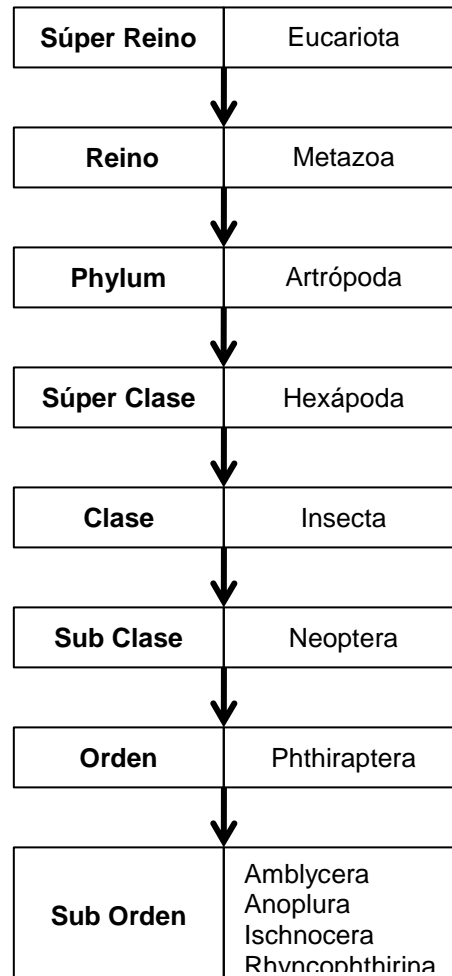 Súper Reino Eucariota
Reino Metazoa
Phylum Artrópoda
Súper Clase Hexápoda
Clase Insecta
Sub Clase Neoptera
Orden Phthiraptera
Sub Orden
Amblycera
Anoplura
Ischnocera
Rhyncophthirina